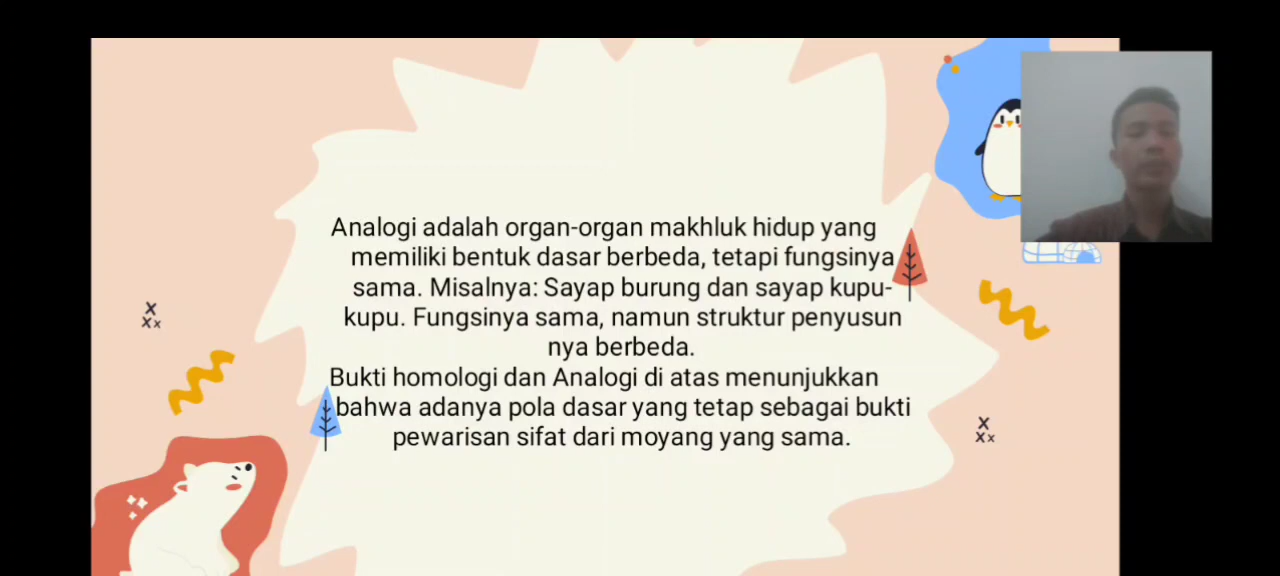 Analogi adalah organ-organ makhluk hidup yang
memiliki bentuk dasar berbeda, tetapi fungsinya
sama. Misalnya: Sayap burung dan sayap kupu-
kupu. Fungsinya sama, namun struktur penyusun
nya berbeda.
Bukti homologi dan Analogi di atas menunjukkan
bahwa adanya pola dasar yang tetap sebagai bukti
pewarisan sifat dari moyang yang sama.